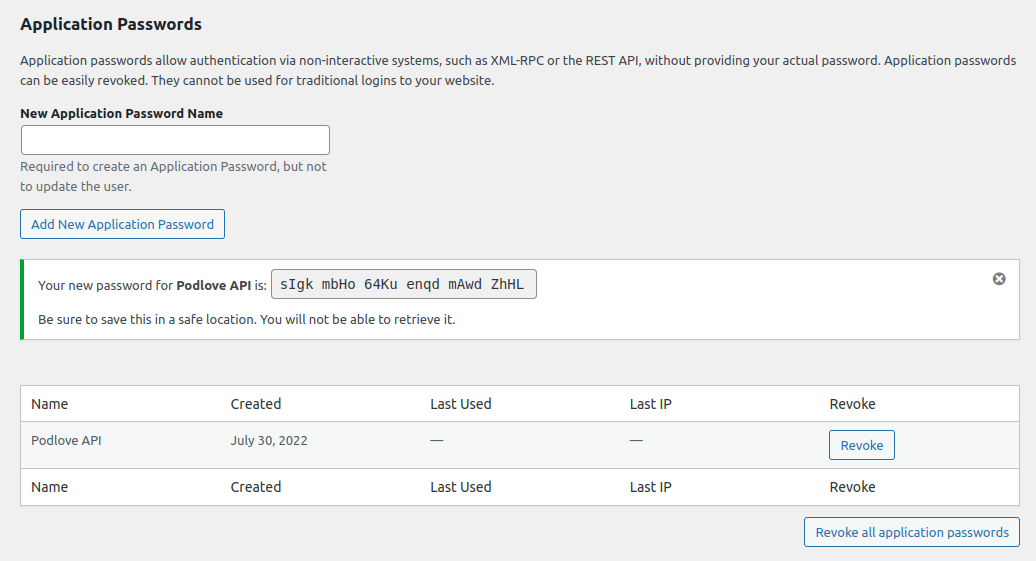 Application Passwords
Application passwords allow authentication via non-interactive systems, such as XML-RPC or the REST API, without providing your actual password. Application passwords
can be easily revoked. They cannot be used for traditional logins to your website.
New Application Password Name
Required to create an Application Password, but not
to update the user.
Add New Application Password
Your new password for Podlove API is: sIgk mbHo 64Ku enqd mAwd ZhHL
Be sure to save this in a safe location. You will not be able to retrieve it.
Name Created Last Used Last IP Revoke
Podlove API July 30, 2022 — — Revoke
Name Created Last Used Last IP Revoke
Revoke all application passwords